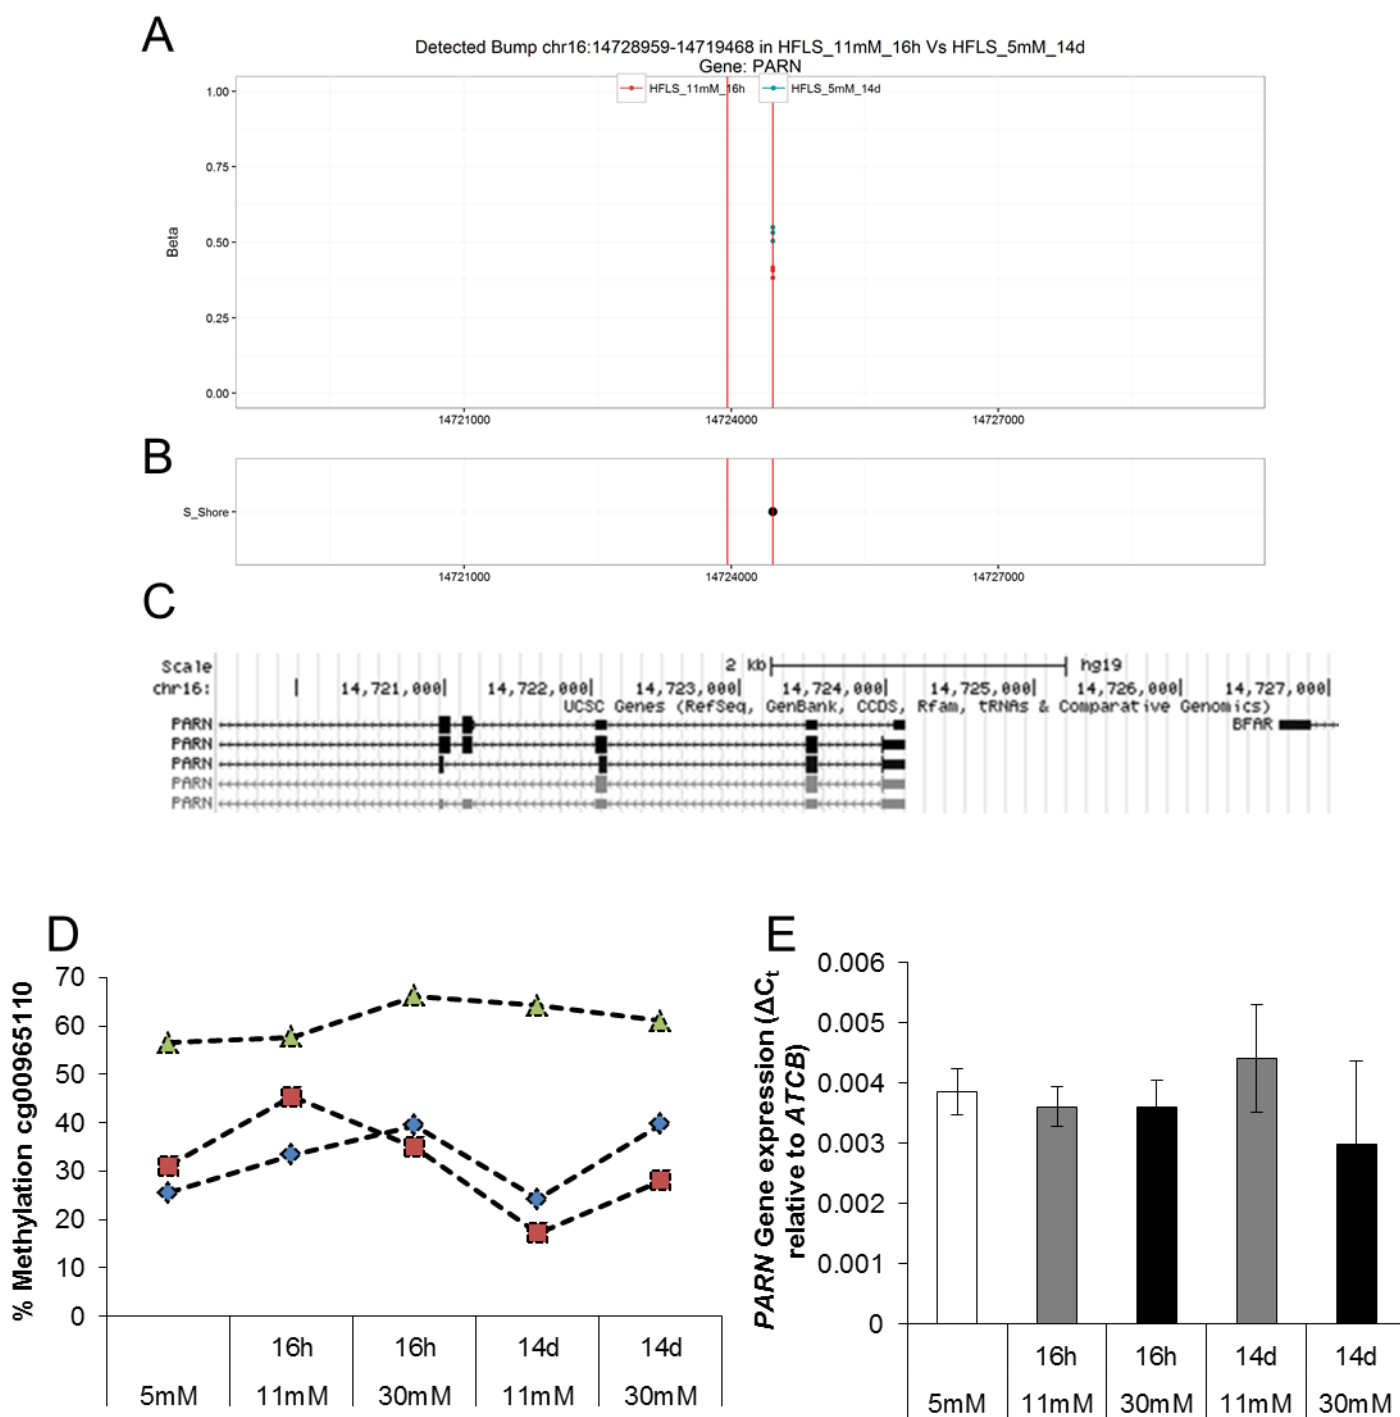 A
Detected Bump chr16:14728959-14719468 in HFLS_11mM_16h Vs HFLS_5mM_14d
Gene: PARN
HFLS_11mM_16h HFLS_5mM_14d
1.00
0.75
0.50
0.25
0.00
Beta
14721000 14724000 14727000
B
S_Shore
14721000 14724000 14727000
C
Scale 2 kb hg19
chr16: 14,721,000 14,722,000 14,723,000 14,724,000 14,725,000 14,726,000 14,727,000
UCSC Genes (RefSeq, GenBank, CCDS, Rfam, tRNAs & Comparative Genomics)
PARN BFAR
PARN
PARN
PARN
PARN
D
% Methylation cg00965110
70
60
50
40
30
20
10
0
16h 16h 14d 14d
5mM 11mM 30mM 11mM 30mM
E
PARN Gene expression (ΔCt
relative to ATCB)
0.006
0.005
0.004
0.003
0.002
0.001
0
16h 16h 14d 14d
5mM 11mM 30mM 11mM 30mM